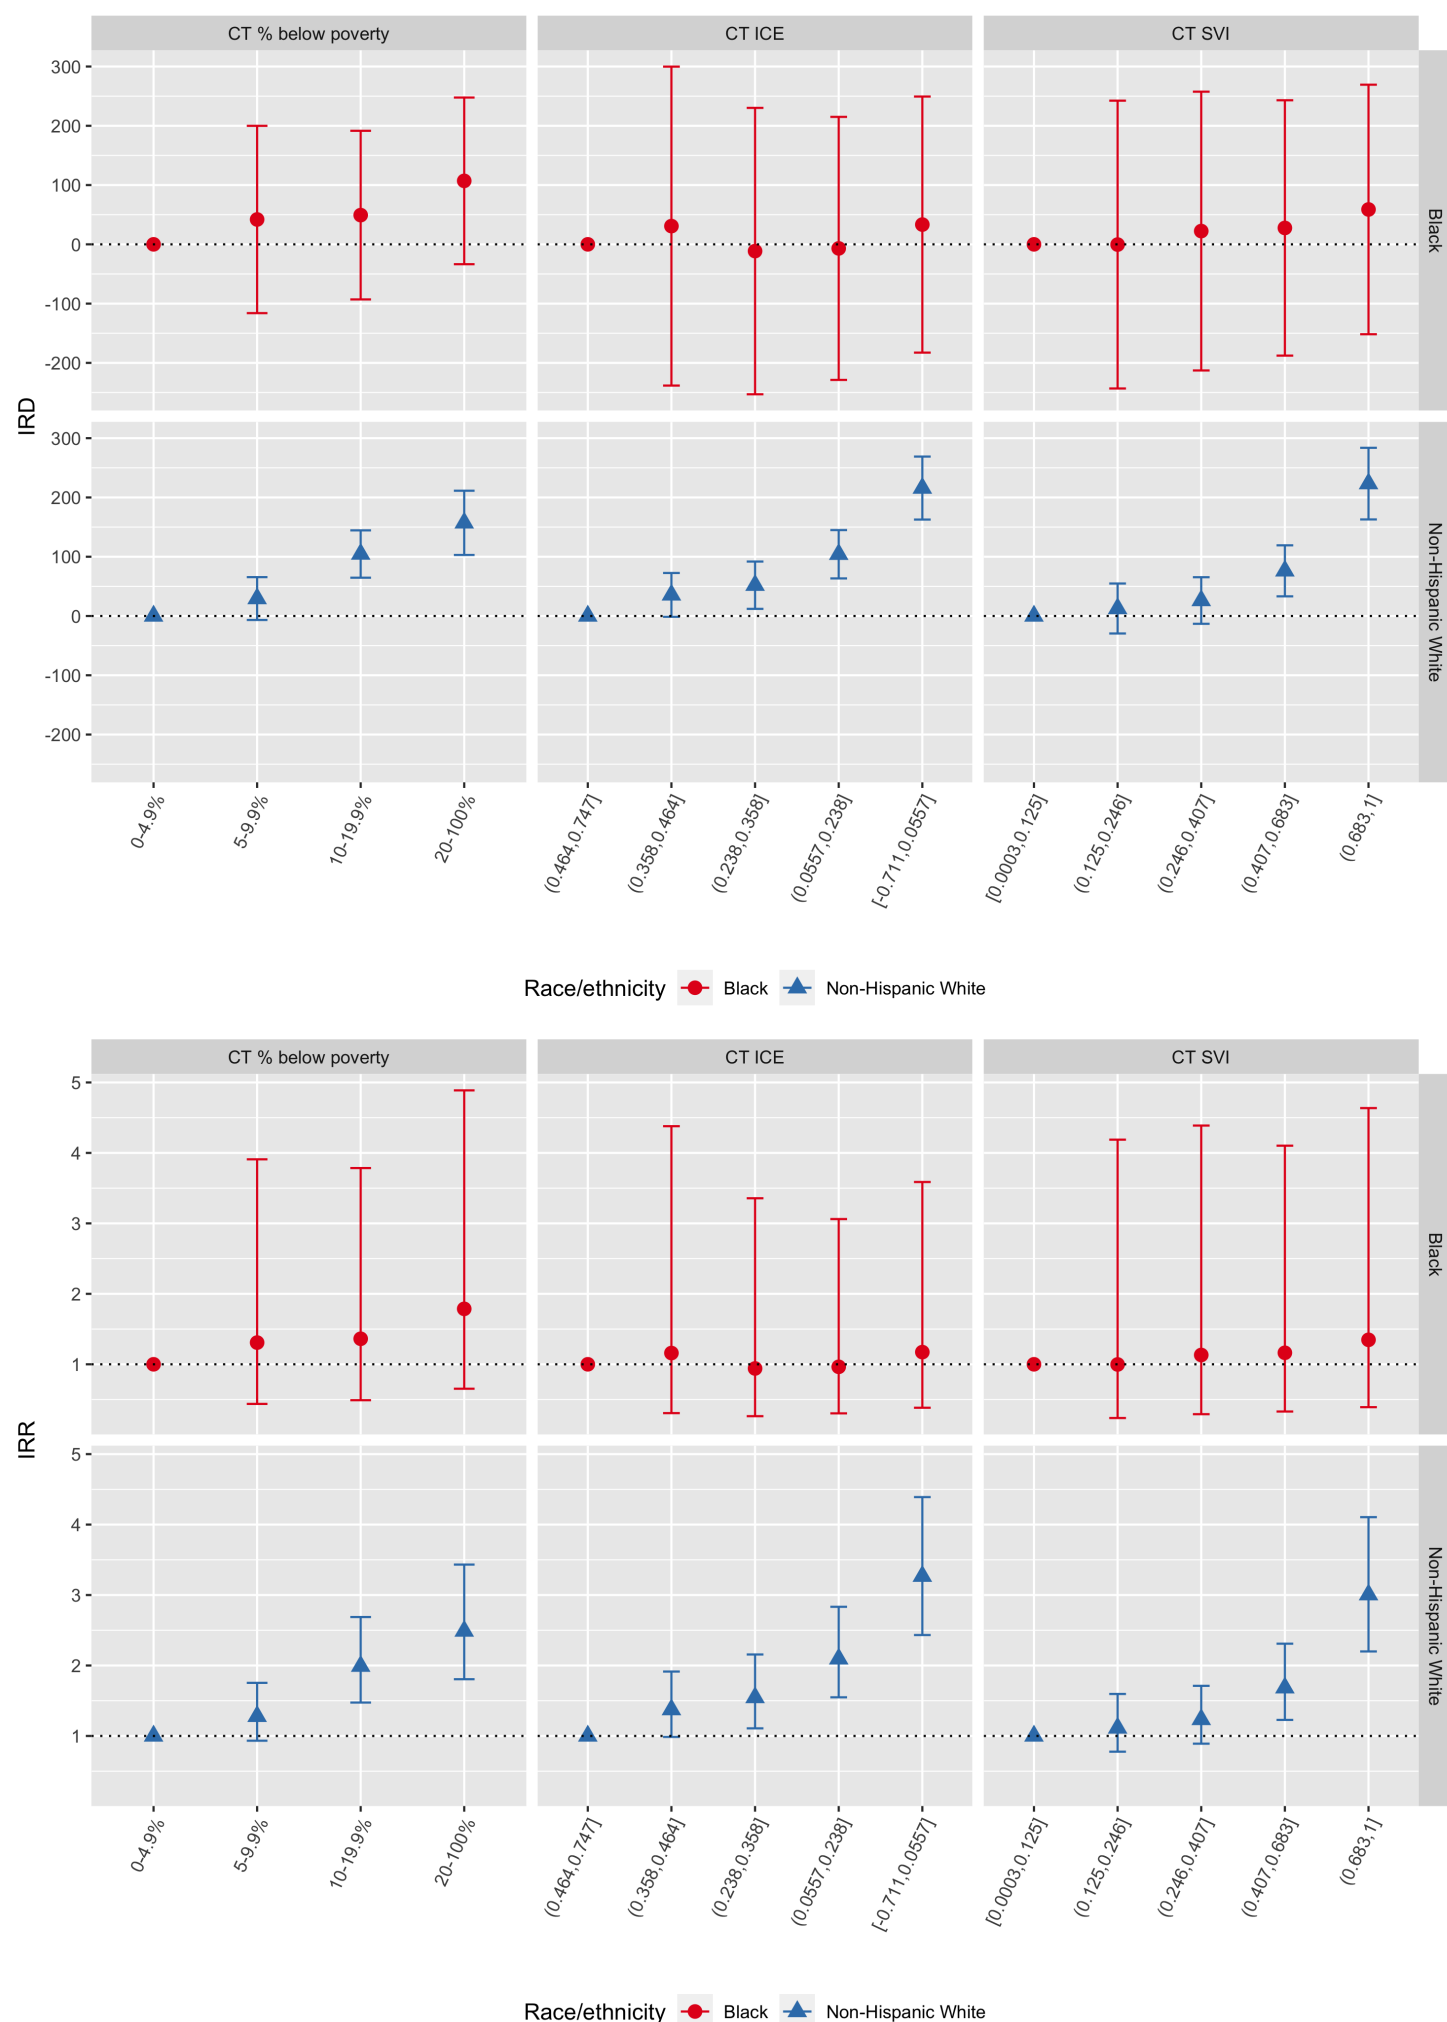 CT % below poverty CT ICE CT SVI
IRD
300
200
100
0
-100
-200
Black
300
200
100
0
-100
-200
Non-Hispanic White
0-4.9% 5-9.9% 10-19.9% 20-100% (0.464,0.747] (0.358,0.464] (0.238,0.358] (0.0557,0.238] [-0.711,0.0557] [0.0003,0.125] (0.125,0.246] (0.246,0.407] (0.407,0.683] (0.683,1]
Race/ethnicity Black Non-Hispanic White
CT % below poverty CT ICE CT SVI
IRR
5
4
3
2
1
Black
5
4
3
2
1
Non-Hispanic White
0-4.9% 5-9.9% 10-19.9% 20-100% (0.464,0.747] (0.358,0.464] (0.238,0.358] (0.0557,0.238] [-0.711,0.0557] [0.0003,0.125] (0.125,0.246] (0.246,0.407] (0.407,0.683] (0.683,1]
Race/ethnicity Black Non-Hispanic White